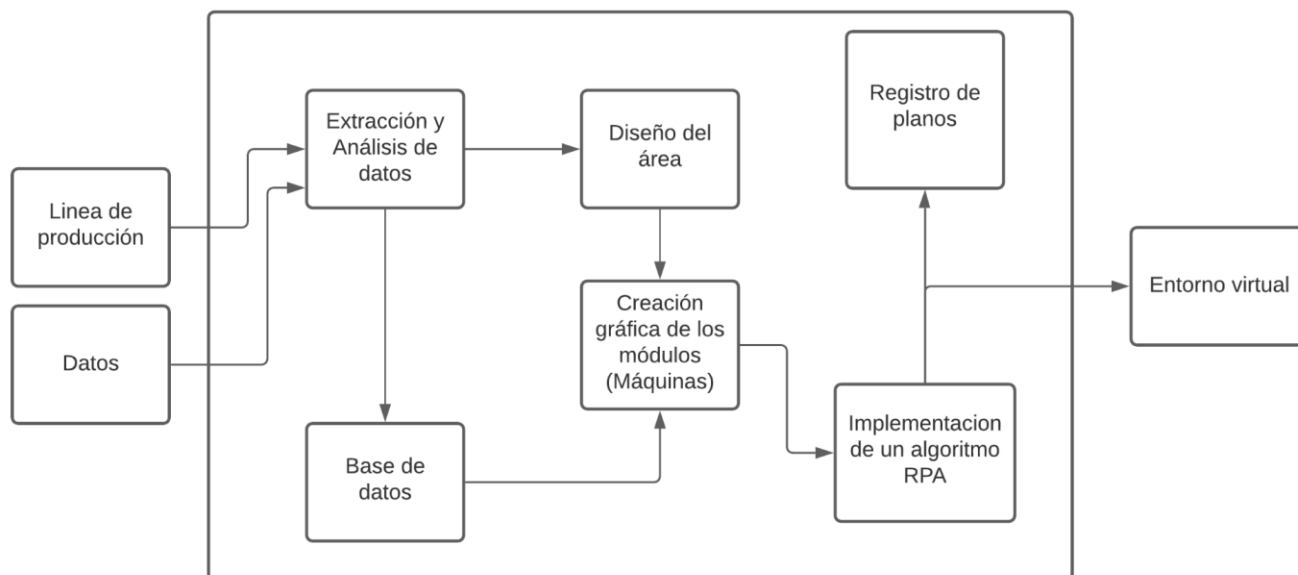 Linea de
producción
Datos
Extracción y
Análisis de
datos
Base de
datos
Diseño del
área
Creación
gráfica de los
módulos
(Máquinas)
Registro de
planos
Implementacion
de un algoritmo
RPA
Entorno virtual